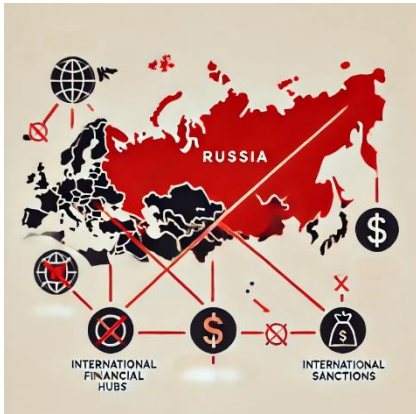 RUSSIA
INTERNATIONAL
FINANCIAL
HUBS
INTERNATIONAL
SANCTIONS